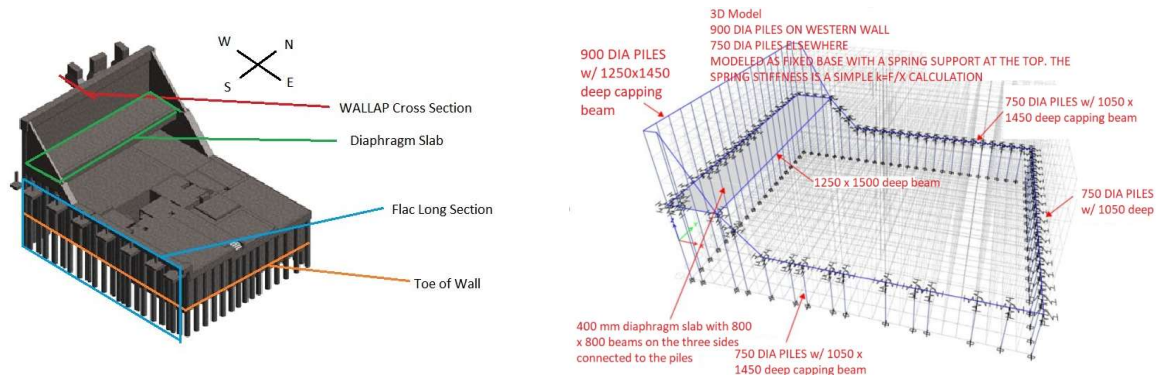 W
N
S
E
WALLAP Cross Section
Diaphragm Slab
Flac Long Section
Toe of Wall
3D Model
900 DIA PILES ON WESTERN WALL
750 DIA PILES ELSEWHERE
MODELED AS FIXED BASE WITH A SPRING SUPPORT AT THE TOP. THE
SPRING STIFFNESS IS A SIMPLE k=F/X CALCULATION
900 DIA PILES
w/ 1250x1450
deep capping
beam
750 DIA PILES w/ 1050 x
1450 deep capping beam
1250 x 1500 deep beam
750 DIA PILES
w/ 1050 deep
400 mm diaphragm slab with 800
x 800 beams on the three sides
connected to the piles
750 DIA PILES w/ 1050 x
1450 deep capping beam